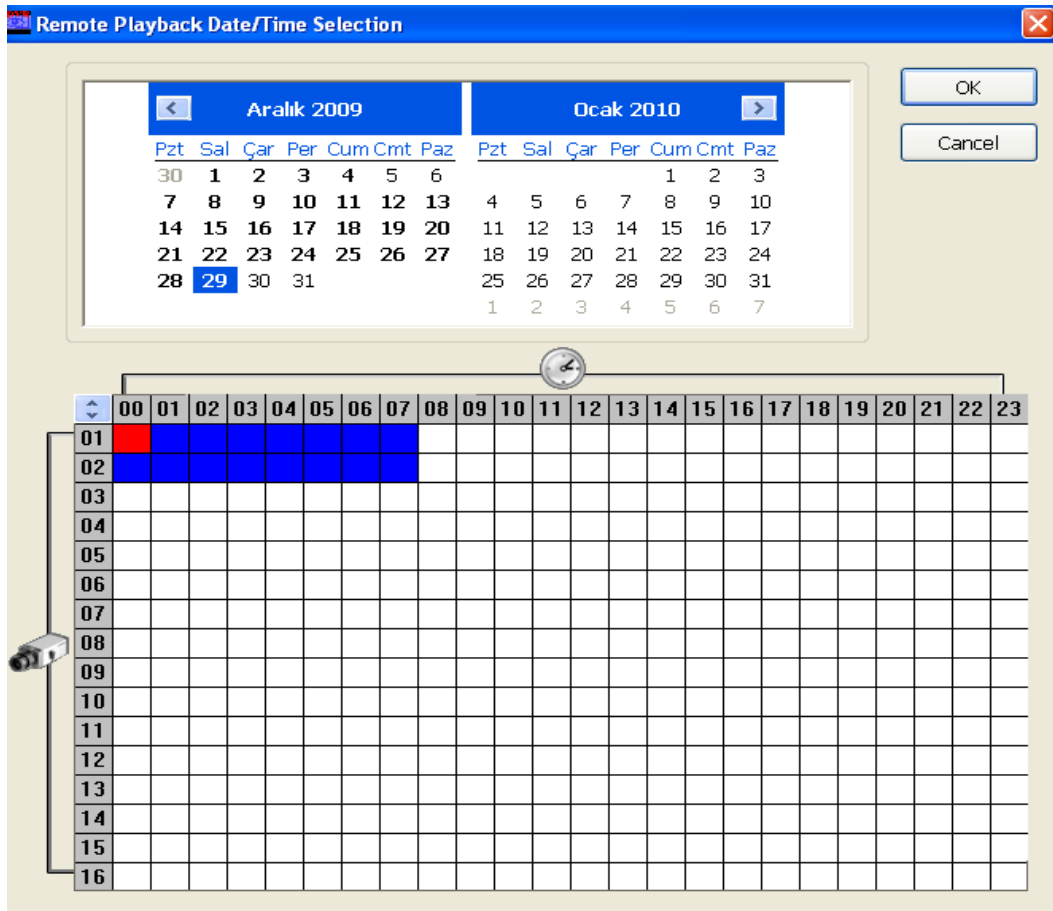 Remote Playback Date/Time Selection
OK
Cancel
Aralık 2009
Pzt Sal Çar Per Cum Cmt Paz
30 1 2 3 4 5 6
7 8 9 10 11 12 13
14 15 16 17 18 19 20
21 22 23 24 25 26 27
28 29 30 31
Ocak 2010
Pzt Sal Çar Per Cum Cmt Paz
1 2 3
4 5 6 7 8 9 10
11 12 13 14 15 16 17
18 19 20 21 22 23 24
25 26 27 28 29 30 31
1 2 3 4 5 6 7
00 01 02 03 04 05 06 07 08 09 10 11 12 13 14 15 16 17 18 19 20 21 22 23
01
02
03
04
05
06
07
08
09
10
11
12
13
14
15
16